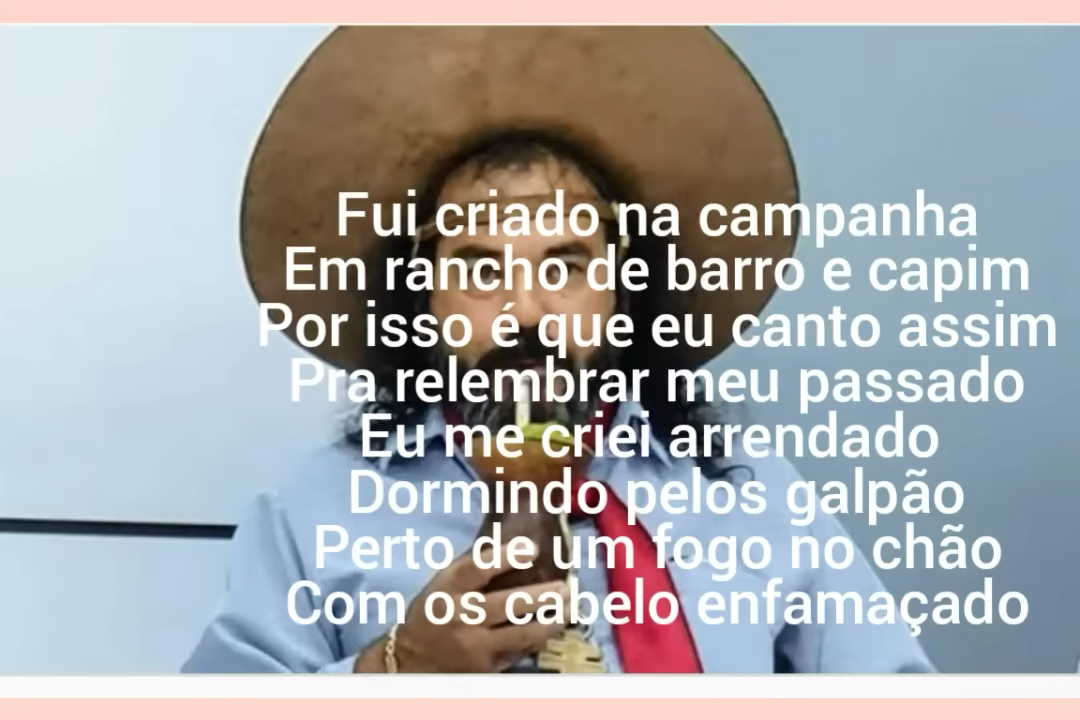 Fui criado na campanha
Em rancho de barro e capim
Por isso é que eu canto assim
Pra relembrar meu passado
Eu me criei arrendado
Dormindo pelos galpão
Perto de um fogo no chão
Com os cabelo enfamaçado